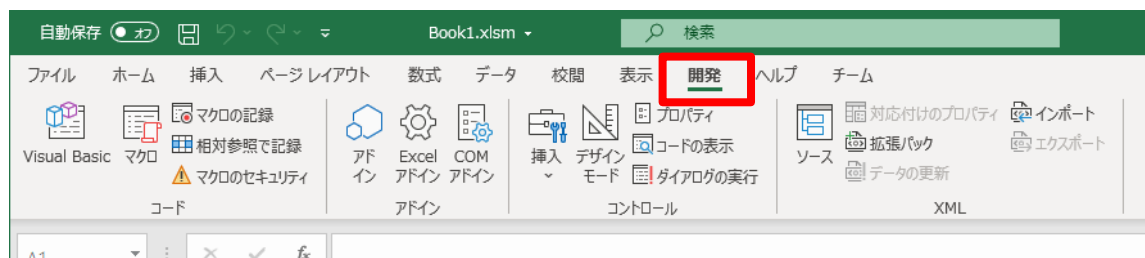 自動保存 オフ Book1.xlsm 検索
ファイル ホーム 挿入 ページ レイアウト 数式 データ 校閲 表示 開発 ヘルプ チーム
Visual Basic
マクロ
マクロの記録
相対参照で記録
マクロのセキュリティ
コード
アド
イン
Excel
アドイン
COM
アドイン
アドイン
挿入
デザイン
モード
プロパティ
コードの表示
ダイアログの実行
コントロール
ソース
対応付けのプロパティ
拡張パック
データの更新
インポート
エクスポート
XML
A1 fx